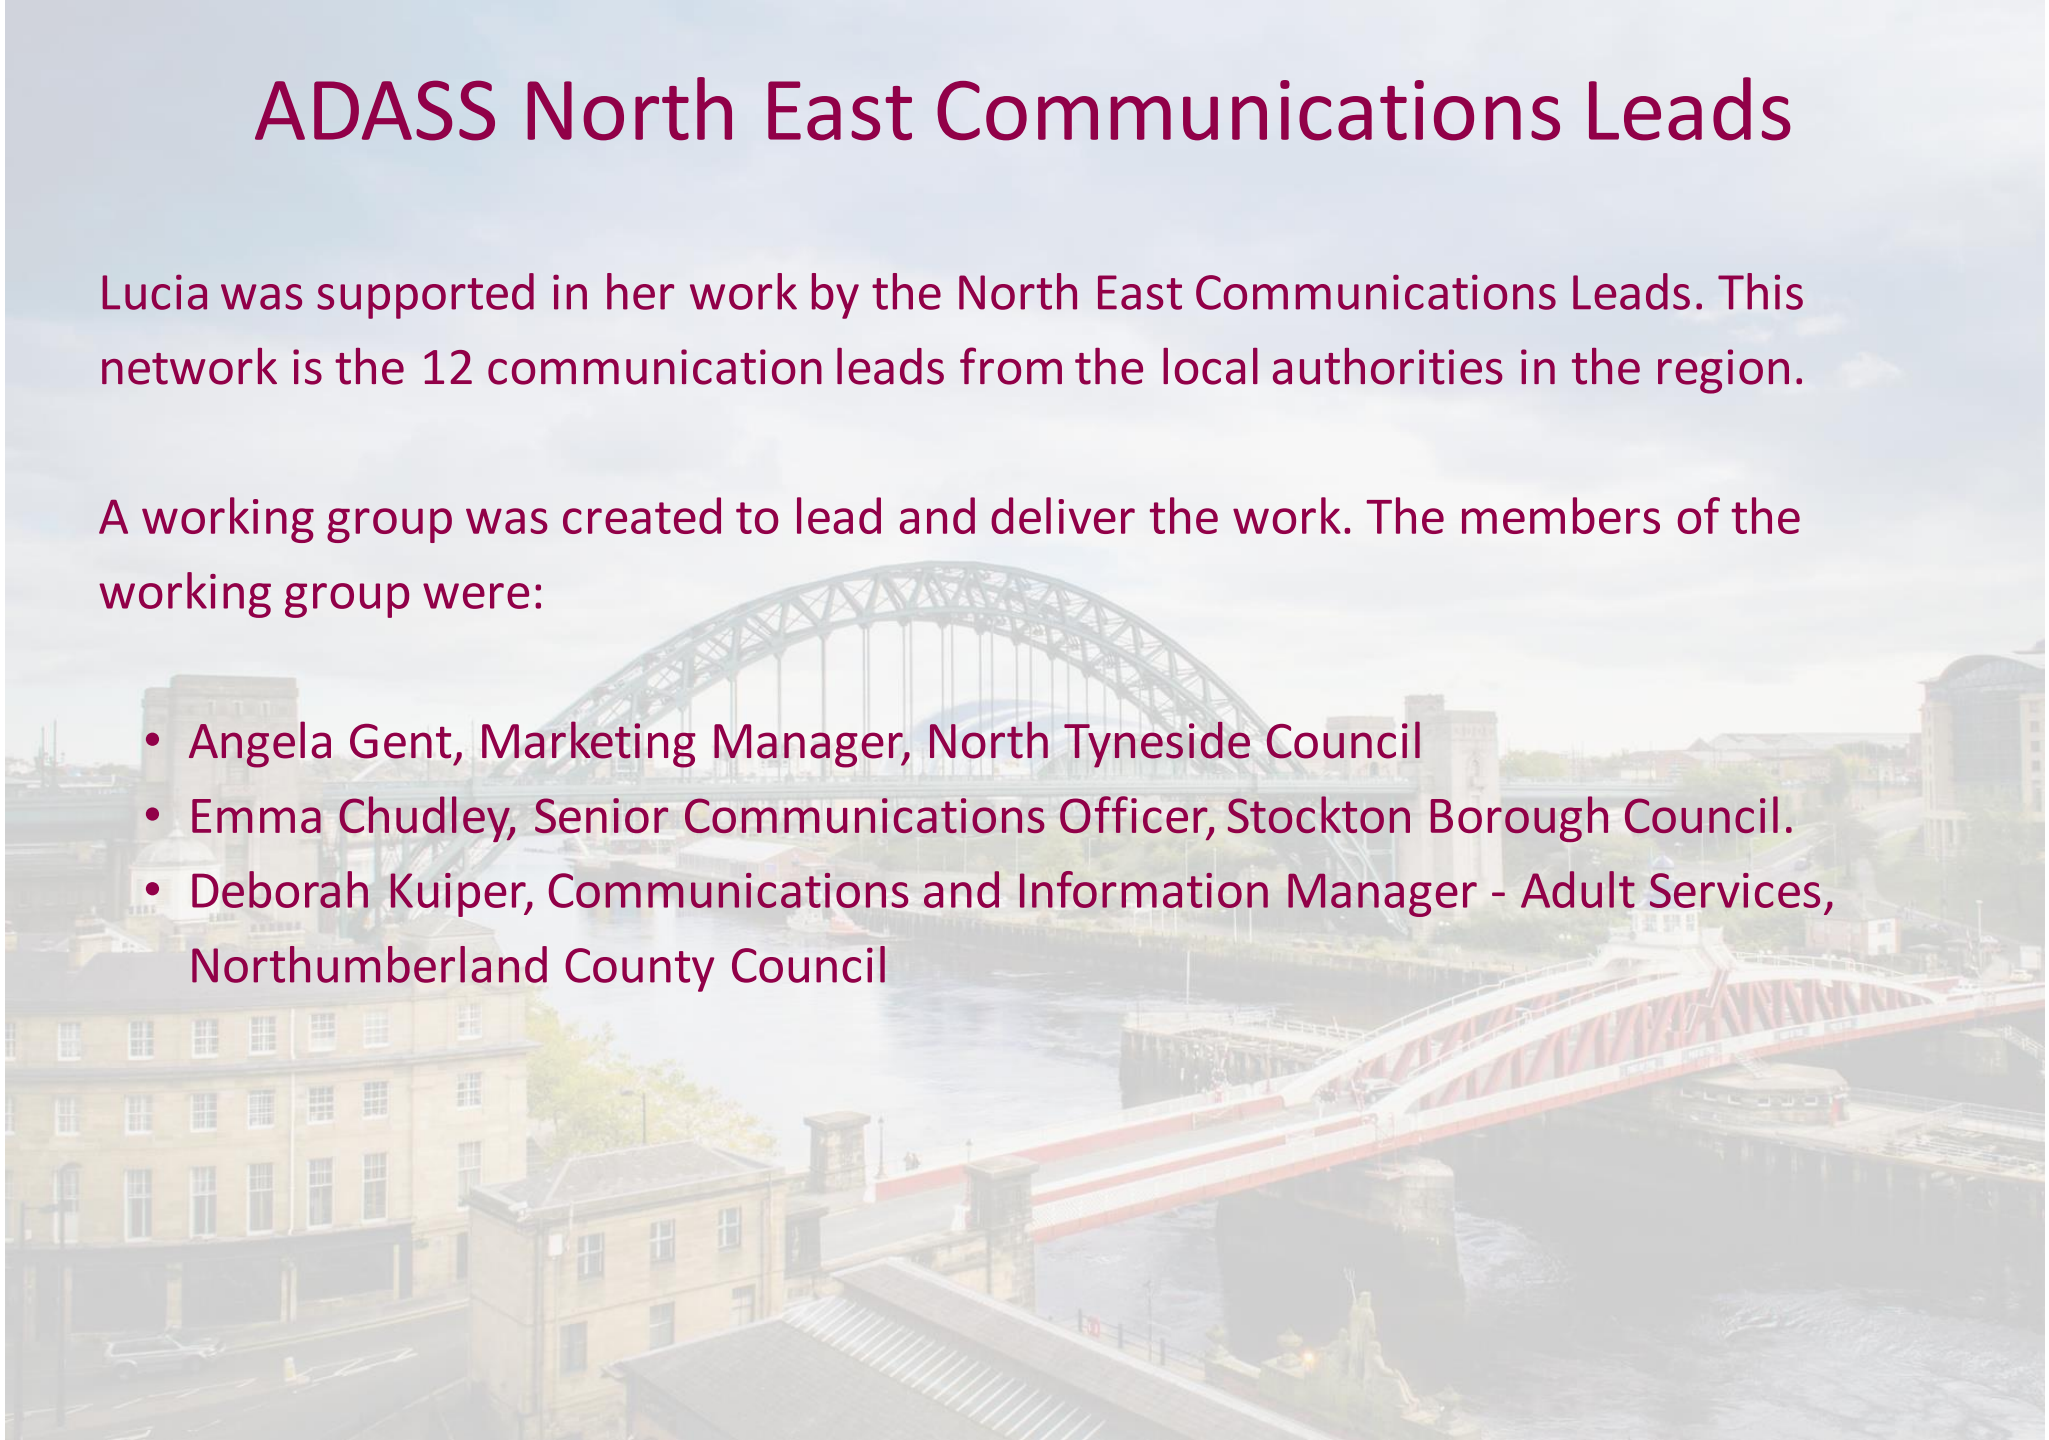 ADASS North East Communications Leads
Lucia was supported in her work by the North East Communications Leads. This
network is the 12 communication leads from the local authorities in the region.
A working group was created to lead and deliver the work. The members of the
working group were:
• Angela Gent, Marketing Manager, North Tyneside Council
• Emma Chudley, Senior Communications Officer, Stockton Borough Council.
• Deborah Kuiper, Communications and Information Manager - Adult Services,
Northumberland County Council